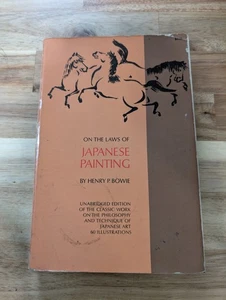 ON THE LAWS OF
JAPANESE
PAINTING
BY HENRY P. BOWIE
UNABRIDGED EDITION
OF THE CLASSIC WORK
ON THE PHILOSOPHY
AND TECHNIQUE OF
JAPANESE ART
60 ILLUSTRATIONS